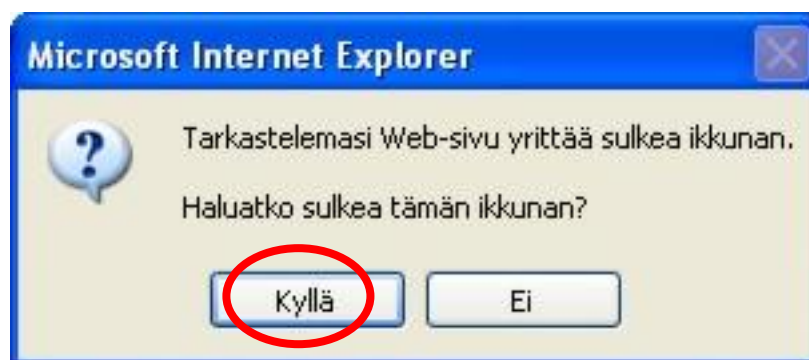 Microsoft Internet Explorer
Tarkastelemasi Web-sivu yrittää sulkea ikkunan.
Haluatko sulkea tämän ikkunan?
Kyllä Ei